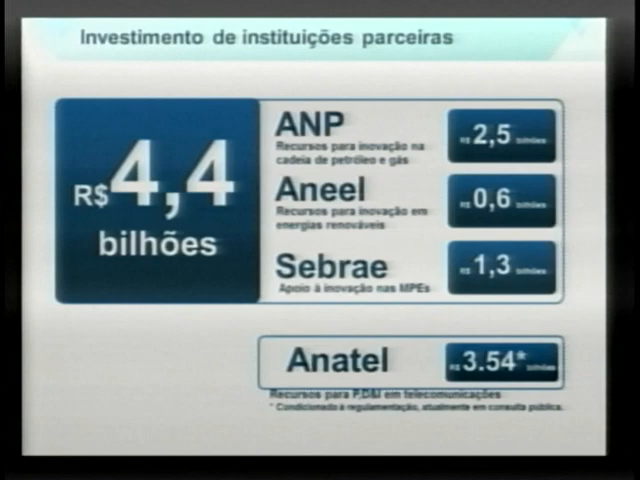 Investimento de instituições parceiras
R$ 4,4
bilhões
ANP
Recursos para inovação na
cadeia de petróleo e gás
R$ 2,5 bilhões
Aneel
Recursos para inovação em
energias renováveis
R$ 0,6 bilhões
Sebrae
Apoio à inovação nas MPEs
R$ 1,3 bilhões
Anatel
R$ 3.54* bilhões
Recursos para P,D&I em telecomunicações
* Condicionado à regulamentação, atualmente em consulta pública.